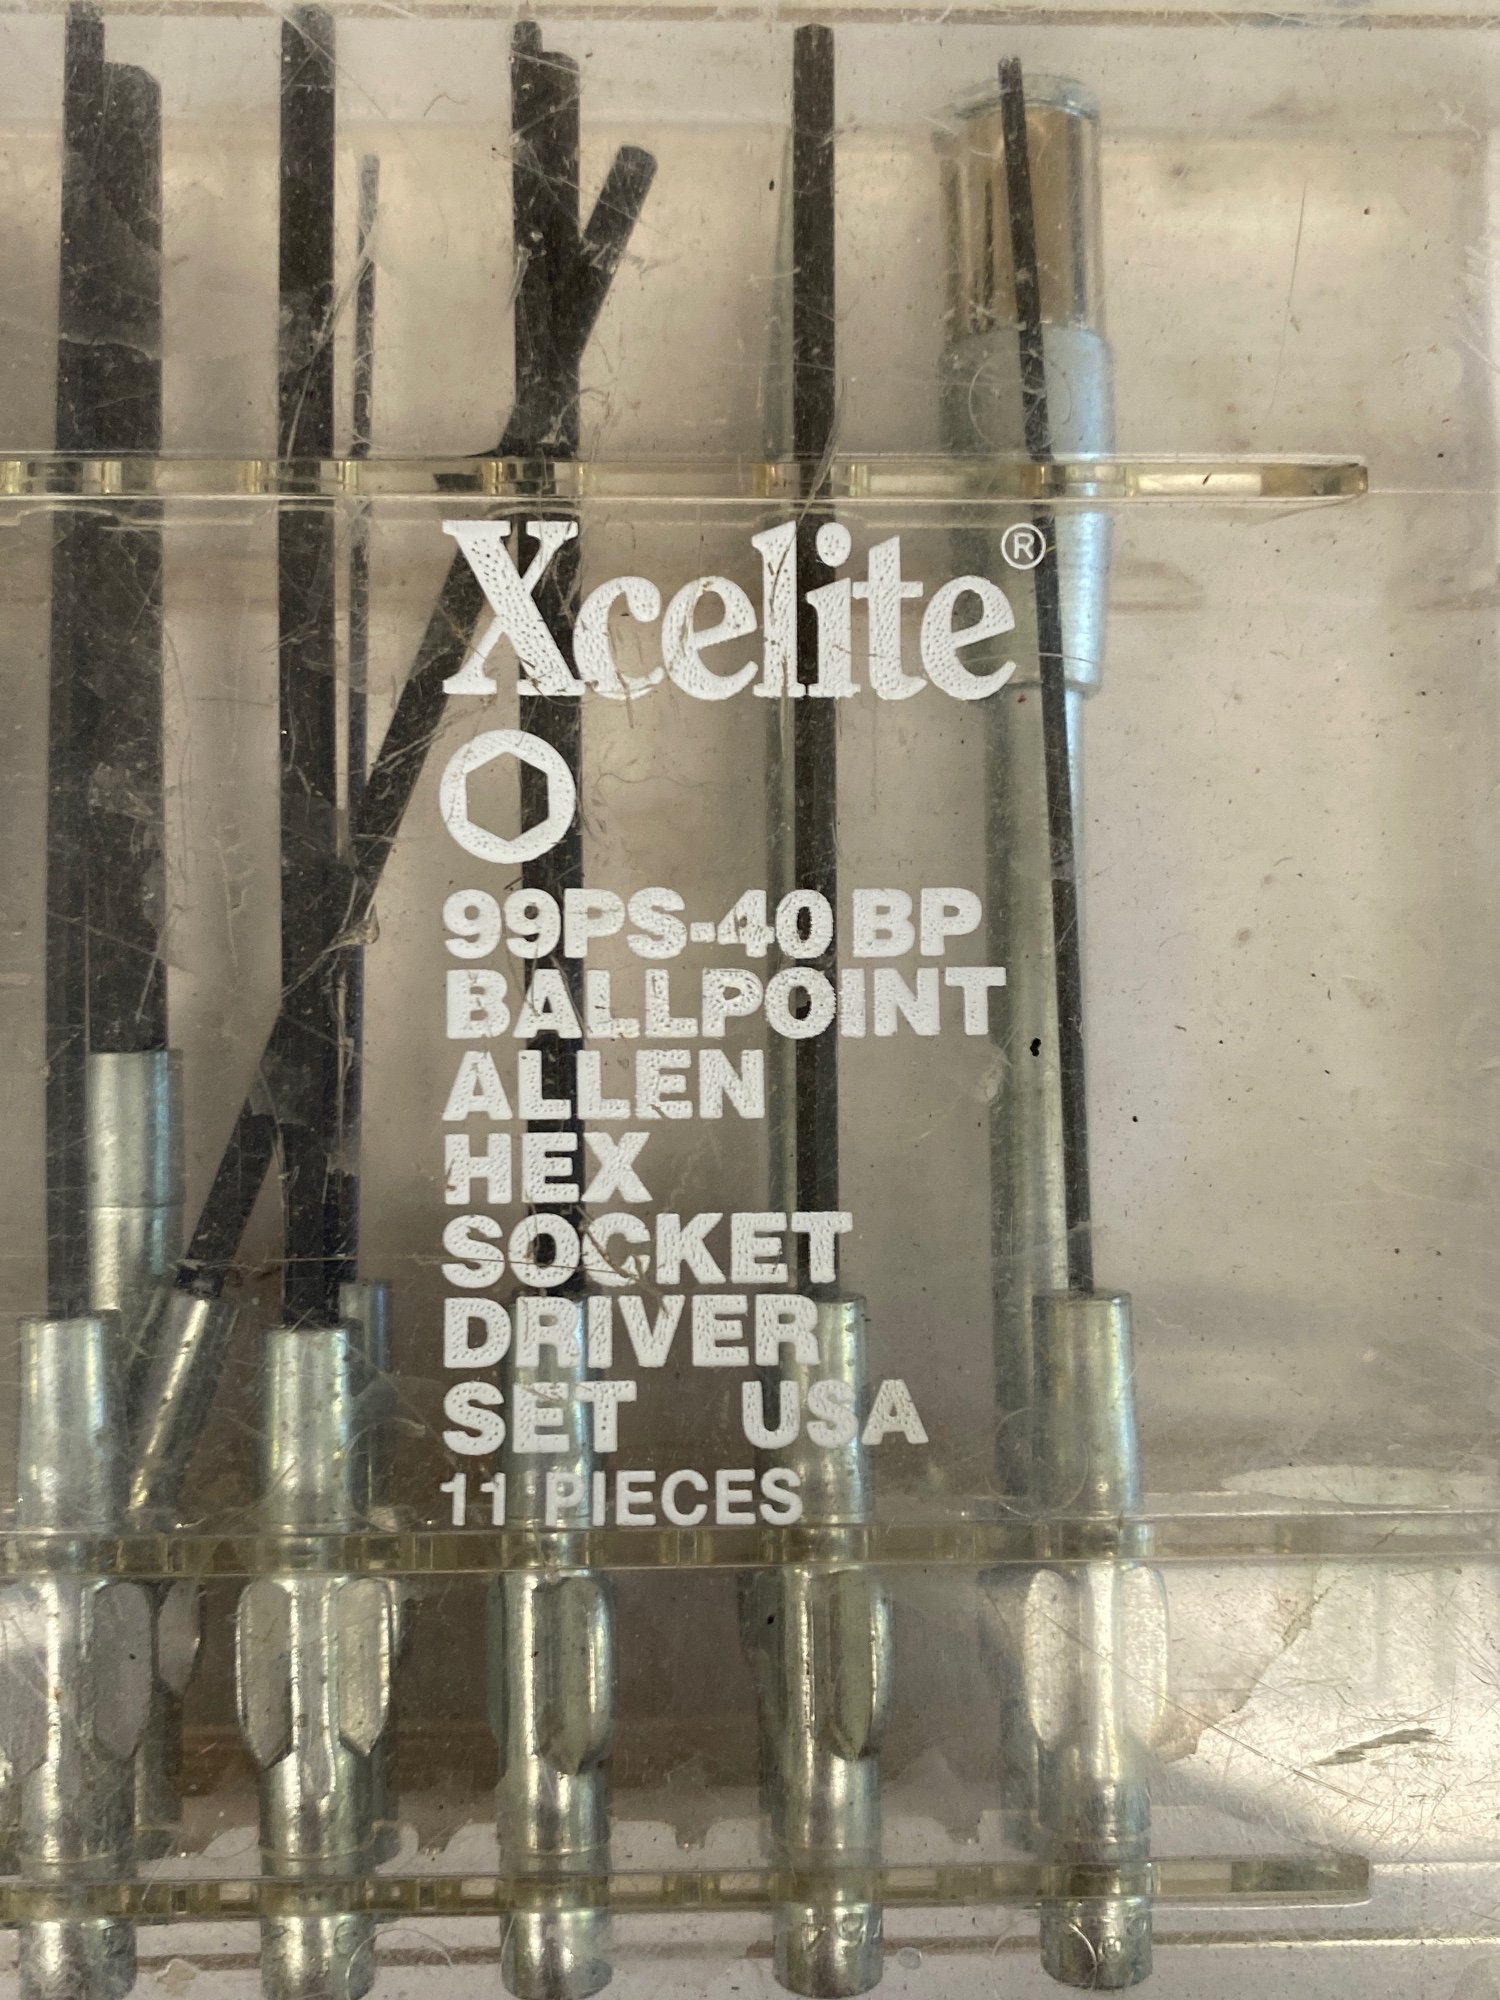 Xcelite®
99PS-40 BP
BALLPOINT
ALLEN
HEX
SOCKET
DRIVER
SET USA
11 PIECES